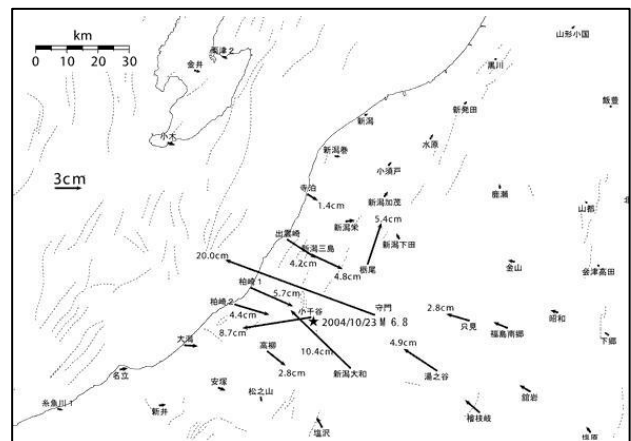 km
0 10 20 30
両津2
金井
小木
山形小国
黒川
飯豊
新発田
新潟
水原
新潟巻
小須戸
鹿瀬
山都
3cm
寺泊
1.4cm
新潟加茂
5.4cm
新潟栄
新潟下田
出雲崎
新潟三島
4.2cm
4.8cm
栃尾
20.0cm
金山
会津高田
柏崎1
5.7cm
柏崎2
4.4cm
小千谷
守門
2004/10/23 M 6.8
2.8cm
只見
福島南郷
昭和
下郷
8.7cm
大潟
高柳
10.4cm
4.9cm
2.8cm
新潟大和
湯之谷
名立
安塚
松之山
舘岩
檜枝岐
糸魚川1
新井
塩沢
塩原
北